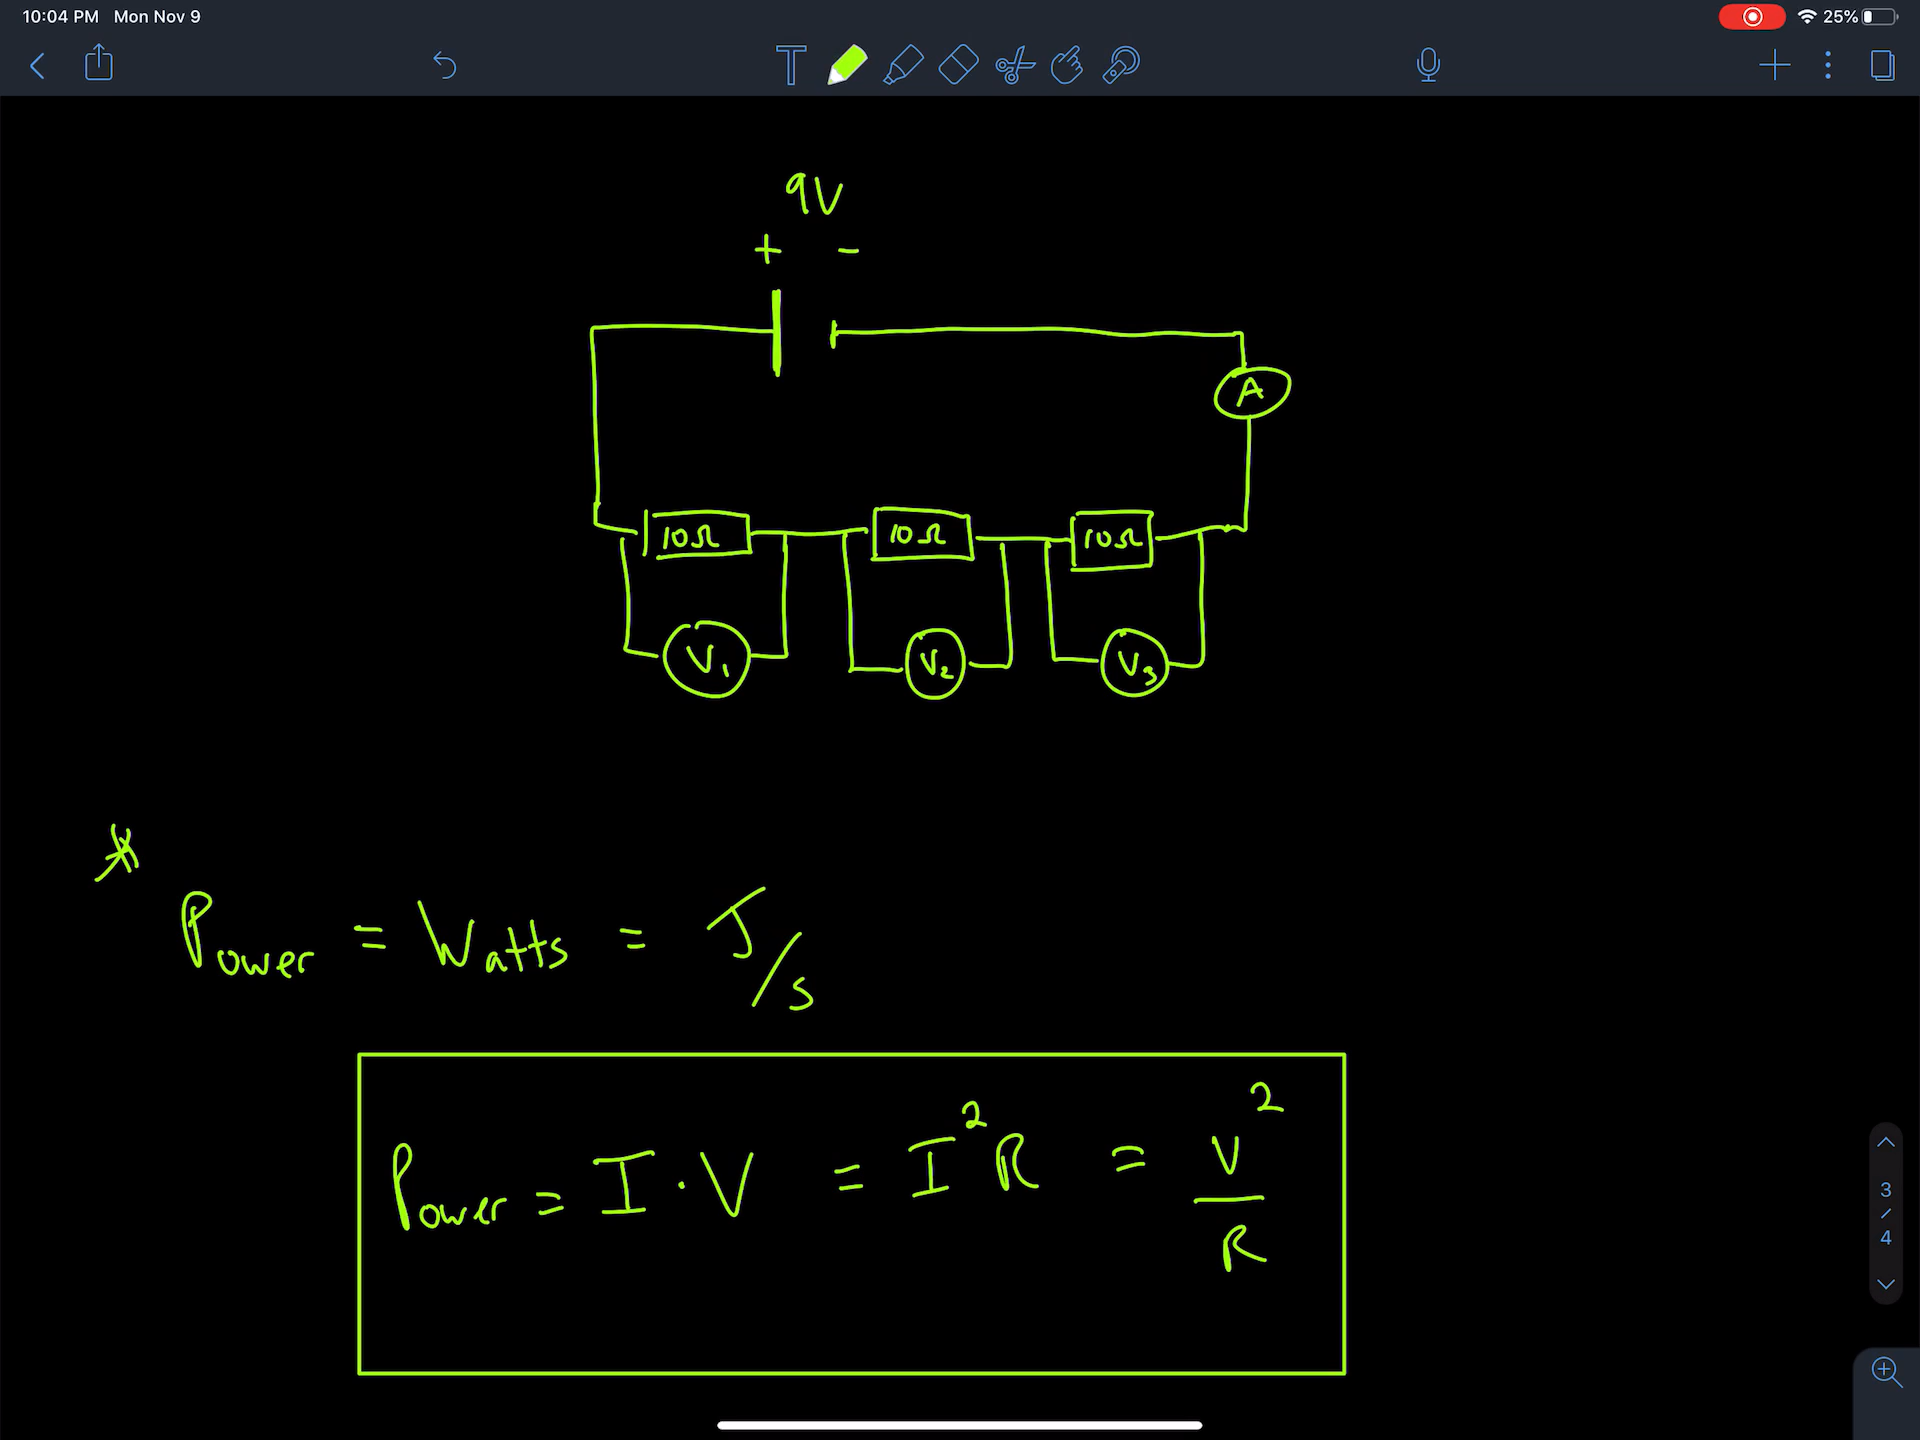 10:04 PM Mon Nov 9
25%
T
9V
+ -
A
10Ω 10Ω 10Ω
V₁ V₂ V₃
*
Power = Watts = J/s
Power = I · V = I²R = V²/R
3
/
4